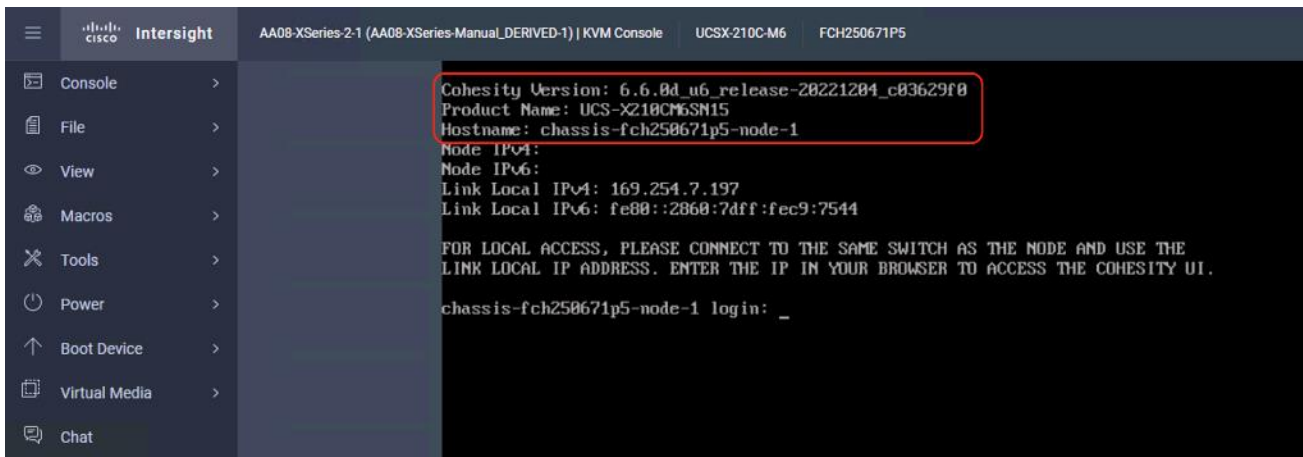 cisco Intersight AA08-XSeries-2-1 (AA08-XSeries-Manual_DERIVED-1) | KVM Console UCSX-210C-M6 FCH250671P5
Console
File
View
Macros
Tools
Power
Boot Device
Virtual Media
Chat
Cohesity Version: 6.6.0d_u6_release-20221204_c03629f0
Product Name: UCS-X210CM6SN15
Hostname: chassis-fch250671p5-node-1
Node IPv4:
Node IPv6:
Link Local IPv4: 169.254.7.197
Link Local IPv6: fe80::2860:7dff:fec9:7544
FOR LOCAL ACCESS, PLEASE CONNECT TO THE SAME SWITCH AS THE NODE AND USE THE
LINK LOCAL IP ADDRESS. ENTER THE IP IN YOUR BROWSER TO ACCESS THE COHESITY UI.
chassis-fch250671p5-node-1 login: _